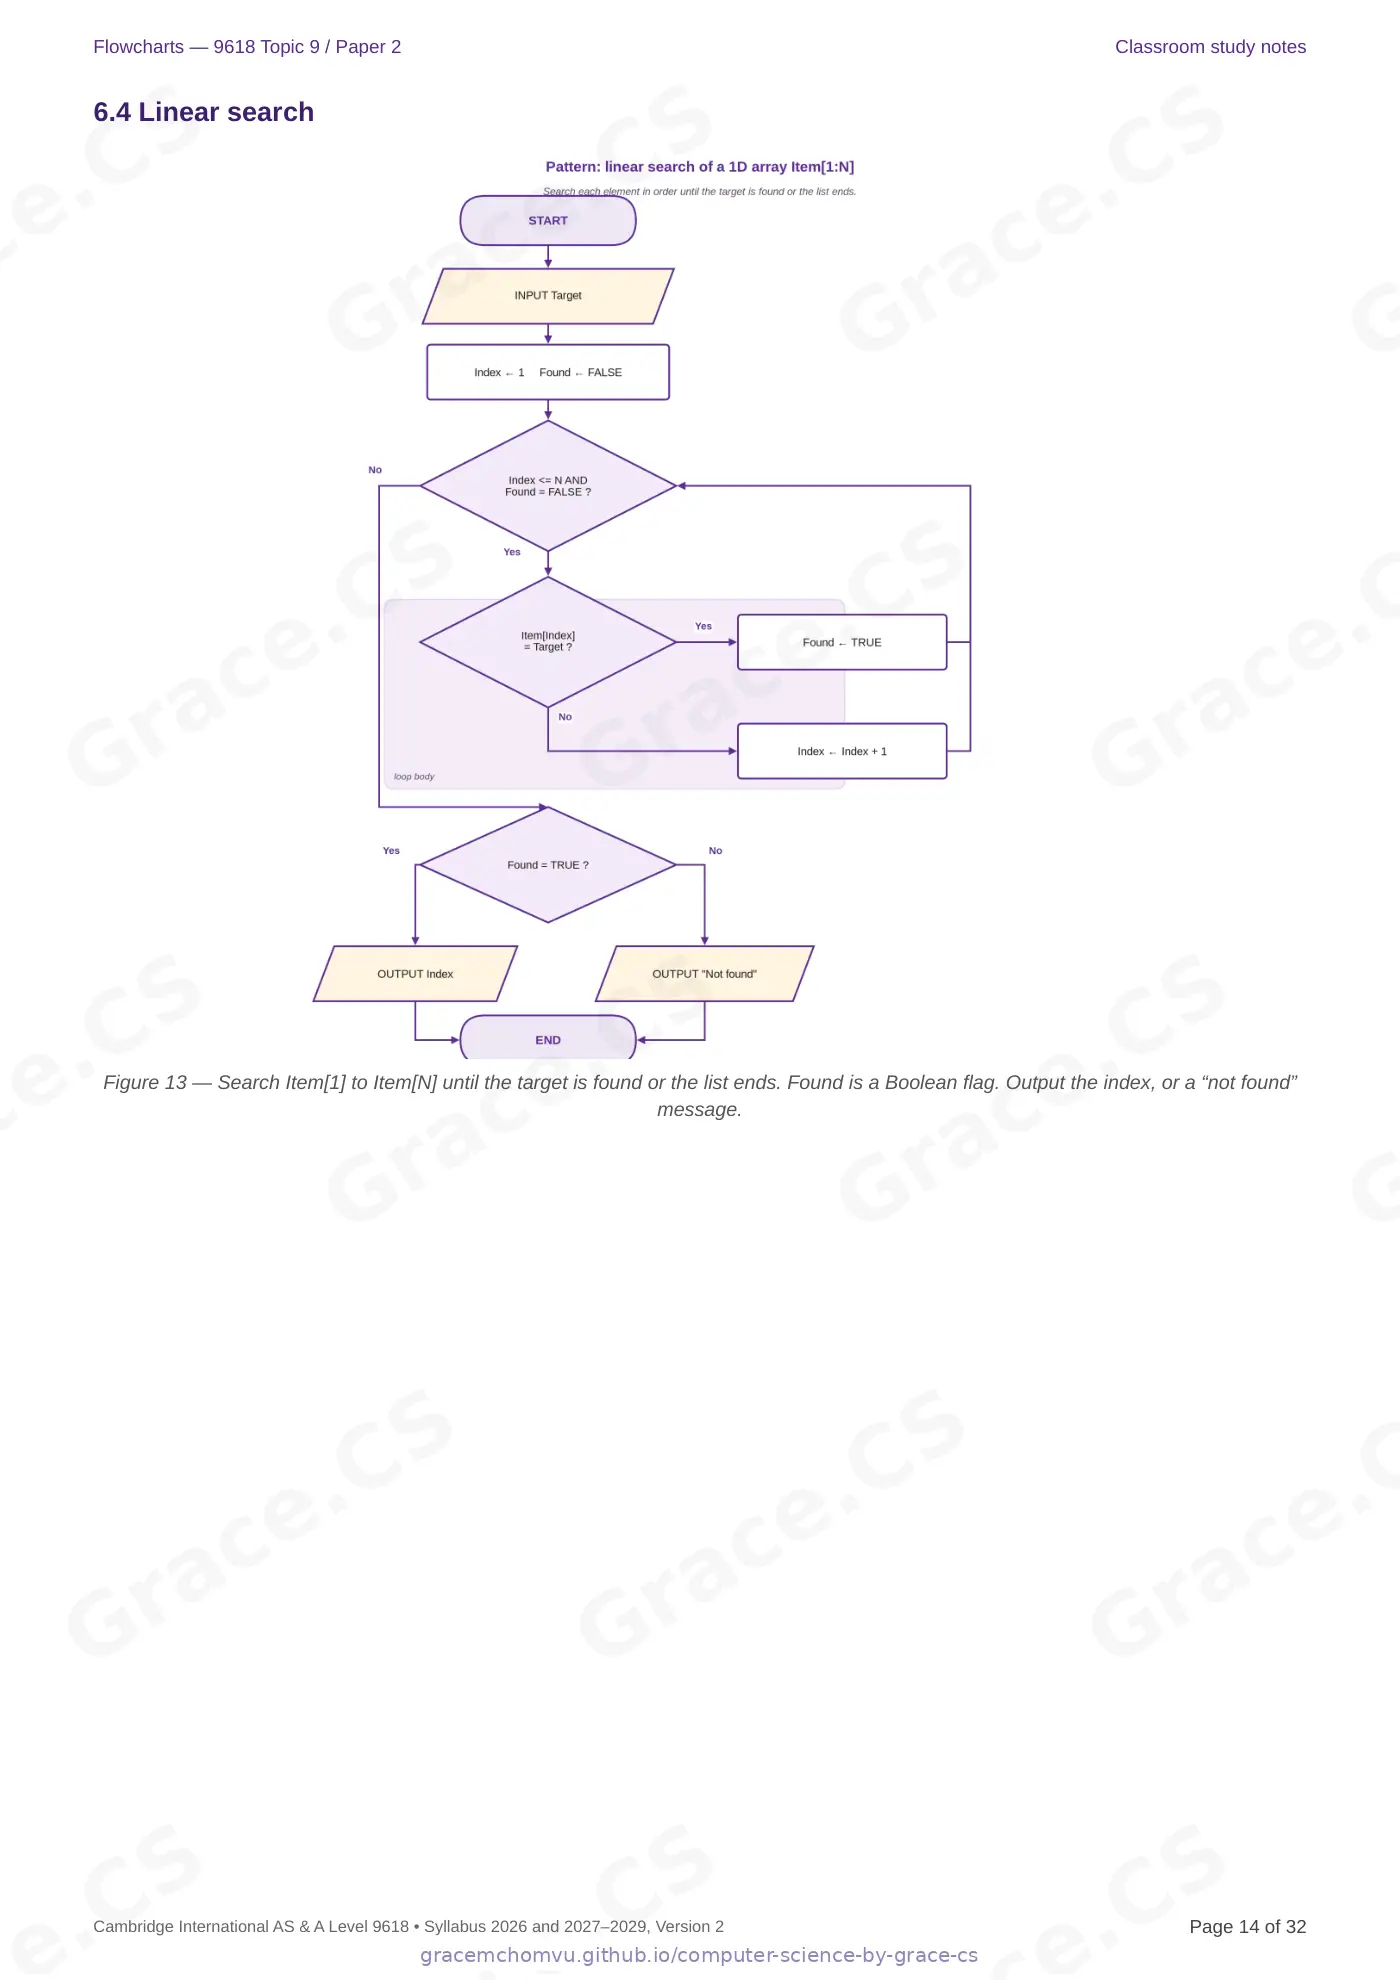 Flowcharts — 9618 Topic 9 / Paper 2
Classroom study notes
6.4 Linear search
Pattern: linear search of a 1D array Item[1:N]
Search each element in order until the target is found or the list ends.
START
INPUT Target
Index ← 1 Found ← FALSE
No
Index <= N AND
Found = FALSE ?
Yes
Item[Index]
= Target ?
Yes
Found ← TRUE
No
Index ← Index + 1
loop body
Yes
Found = TRUE ?
No
OUTPUT Index
OUTPUT "Not found"
END
Figure 13 — Search Item[1] to Item[N] until the target is found or the list ends. Found is a Boolean flag. Output the index, or a “not found”
message.
Cambridge International AS & A Level 9618 • Syllabus 2026 and 2027–2029, Version 2
Page 14 of 32
gracemchomvu.github.io/computer-science-by-grace-cs
Grace.CS